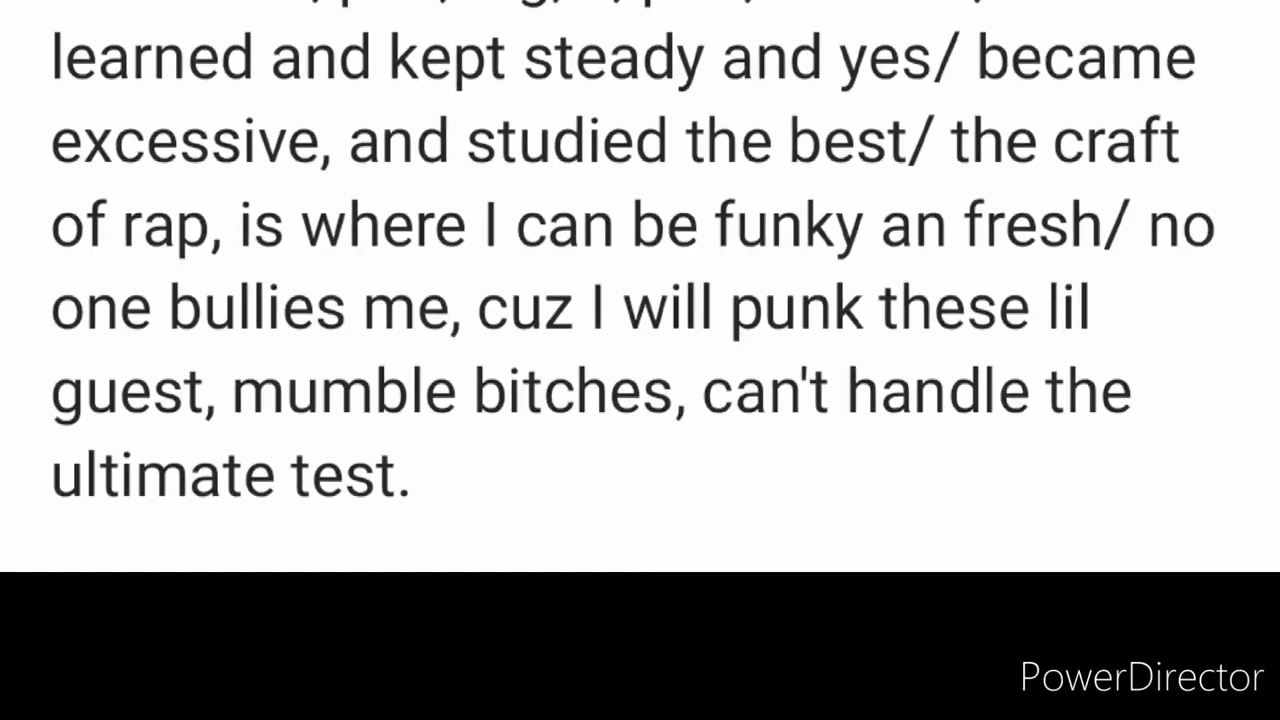 learned and kept steady and yes/ became
excessive, and studied the best/ the craft
of rap, is where I can be funky an fresh/ no
one bullies me, cuz I will punk these lil
guest, mumble bitches, can't handle the
ultimate test.
PowerDirector